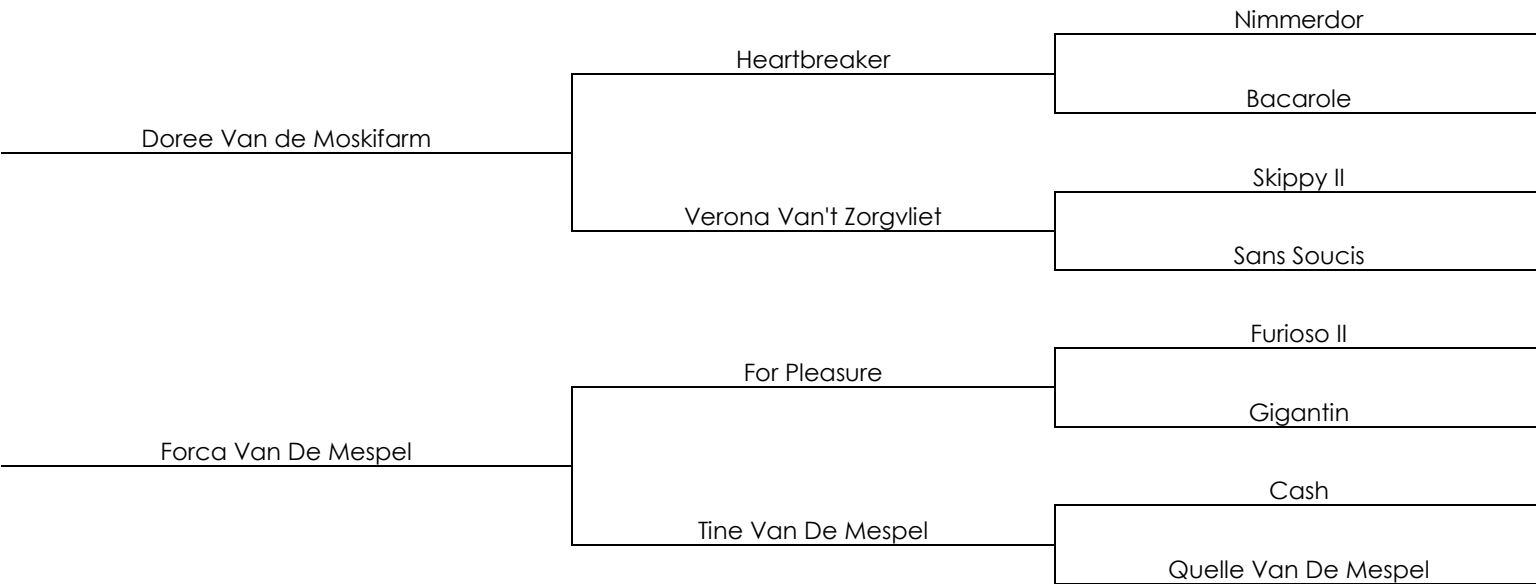 Nimmerdor
Heartbreaker
Bacarole
Doree Van de Moskifarm
Skippy II
Verona Van't Zorgvliet
Sans Soucis
Furioso II
For Pleasure
Gigantin
Forca Van De Mespel
Cash
Tine Van De Mespel
Quelle Van De Mespel